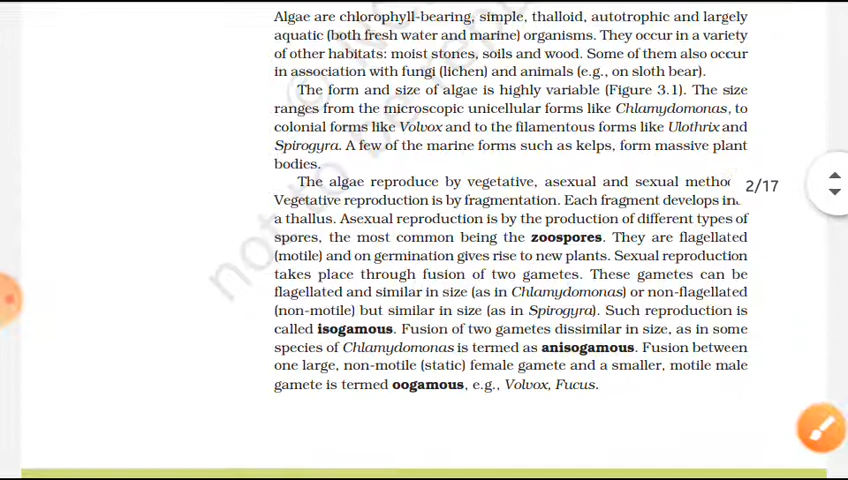 Algae are chlorophyll-bearing, simple, thalloid, autotrophic and largely
aquatic (both fresh water and marine) organisms. They occur in a variety
of other habitats: moist stones, soils and wood. Some of them also occur
in association with fungi (lichen) and animals (e.g., on sloth bear).
The form and size of algae is highly variable (Figure 3.1). The size
ranges from the microscopic unicellular forms like Chlamydomonas, to
colonial forms like Volvox and to the filamentous forms like Ulothrix and
Spirogyra. A few of the marine forms such as kelps, form massive plant
bodies.
The algae reproduce by vegetative, asexual and sexual metho
2/17
Vegetative reproduction is by fragmentation. Each fragment develops in
a thallus. Asexual reproduction is by the production of different types of
spores, the most common being the zoospores. They are flagellated
(motile) and on germination gives rise to new plants. Sexual reproduction
takes place through fusion of two gametes. These gametes can be
flagellated and similar in size (as in Chlamydomonas) or non-flagellated
(non-motile) but similar in size (as in Spirogyra). Such reproduction is
called isogamous. Fusion of two gametes dissimilar in size, as in some
species of Chlamydomonas is termed as anisogamous. Fusion between
one large, non-motile (static) female gamete and a smaller, motile male
gamete is termed oogamous, e.g., Volvox, Fucus.
not to be rep
© N